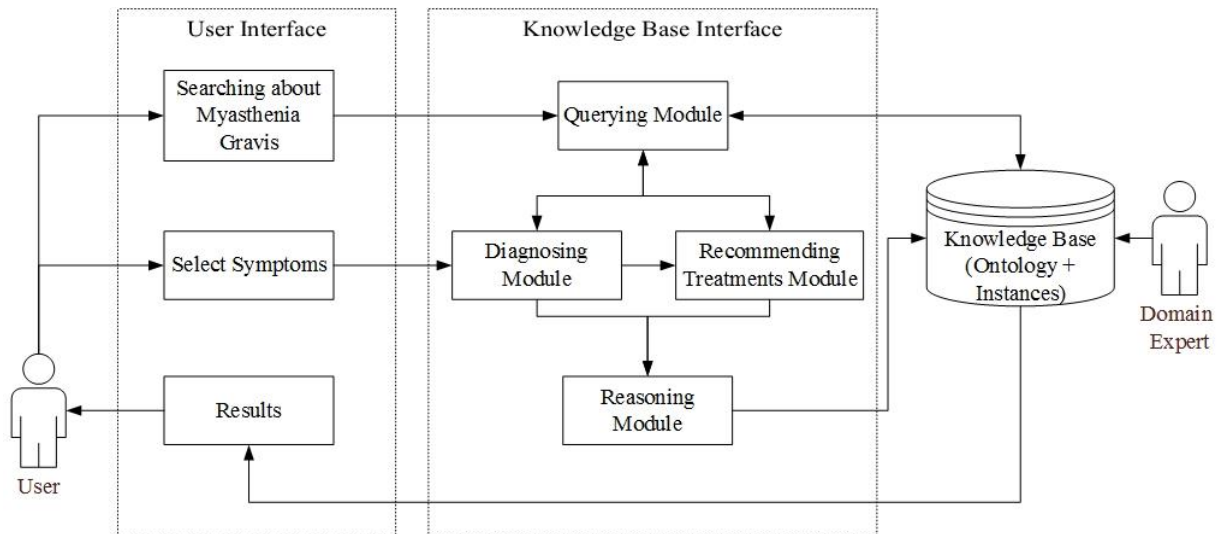 User Interface
Knowledge Base Interface
Searching about
Myasthenia
Gravis
Querying Module
Select Symptoms
Diagnosing
Module
Recommending
Treatments Module
Knowledge Base
(Ontology +
Instances)
Domain
Expert
Results
Reasoning
Module
User